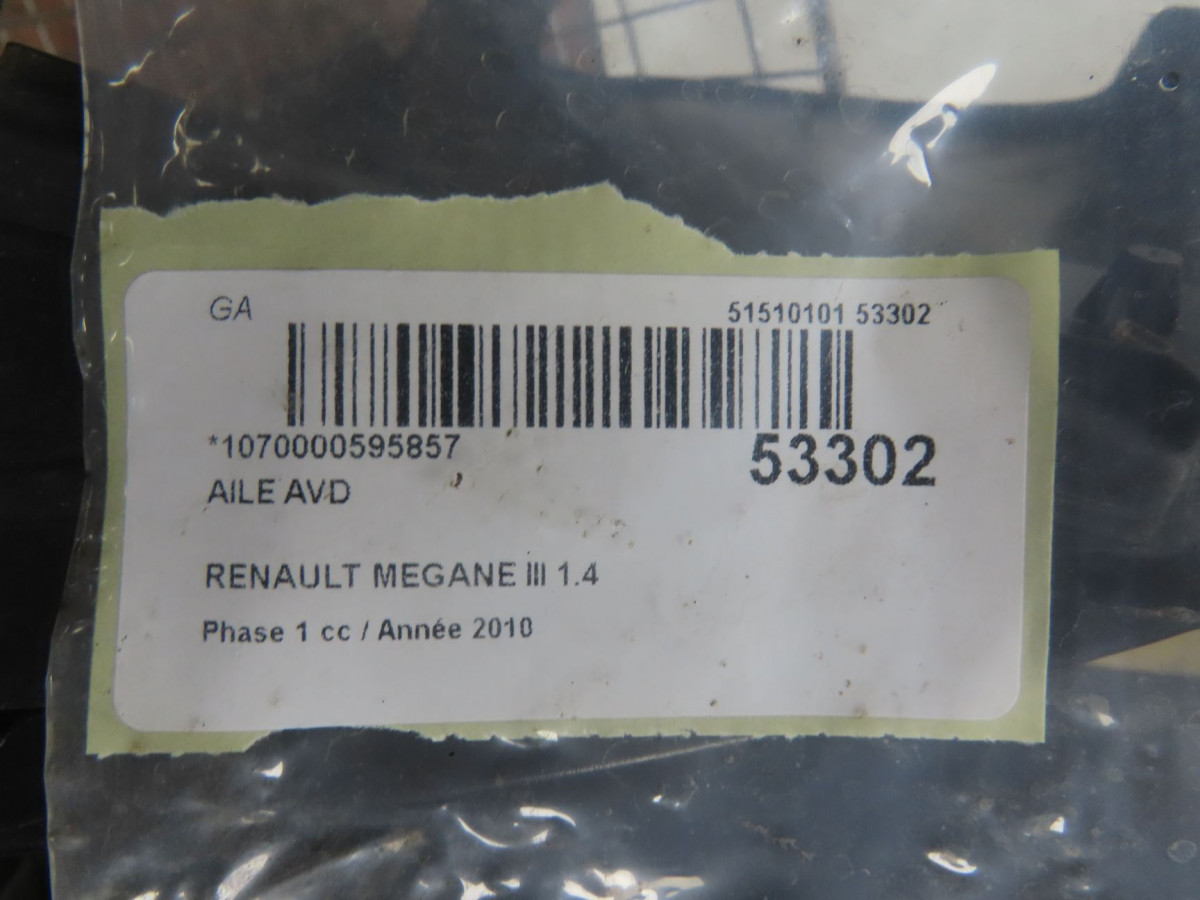 GA
51510101 53302
*1070000595857
53302
AILE AVD
RENAULT MEGANE III 1.4
Phase 1 cc / Année 2010